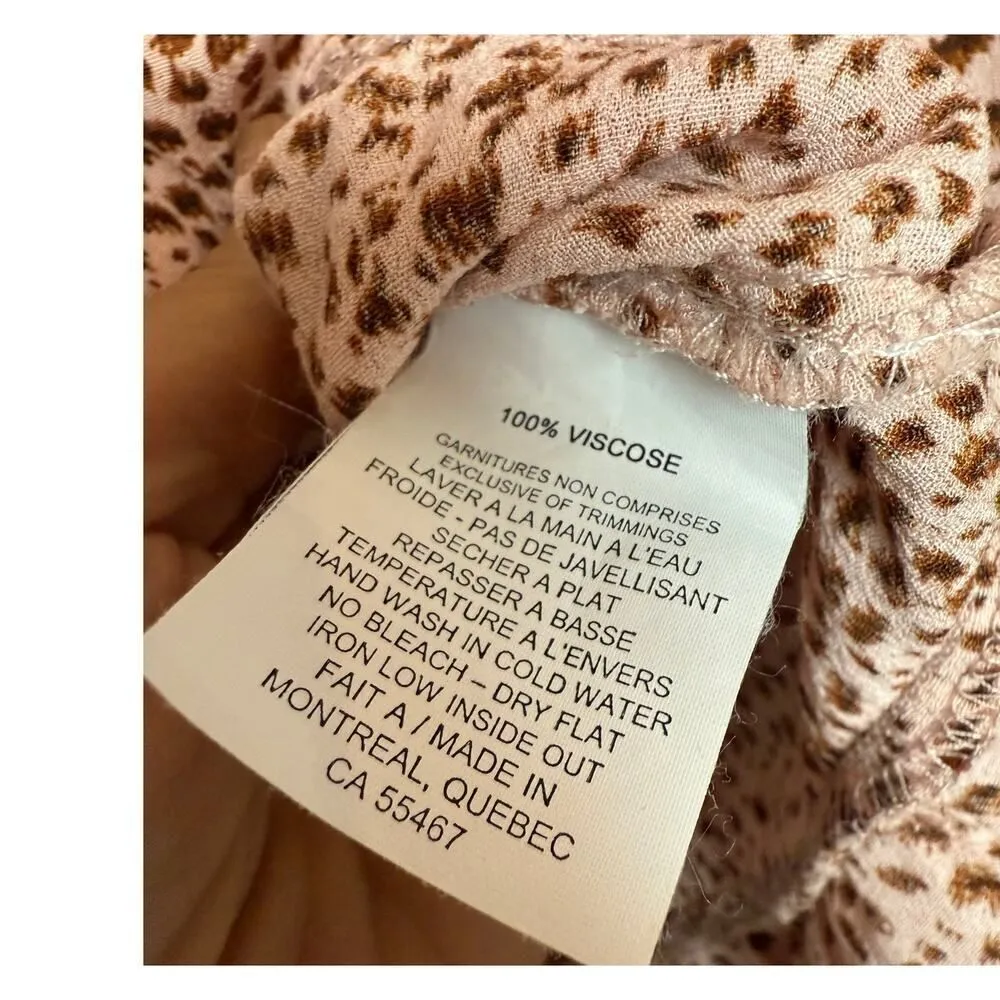 100% VISCOSE
GARNITURES NON COMPRISES
EXCLUSIVE OF TRIMMINGS
LAVER A LA MAIN A L'EAU
FROIDE - PAS DE JAVELLISANT
SECHER A PLAT
REPASSER A BASSE
TEMPERATURE A L'ENVERS
HAND WASH IN COLD WATER
NO BLEACH – DRY FLAT
IRON LOW INSIDE OUT
FAIT A / MADE IN
MONTREAL, QUEBEC
CA 55467